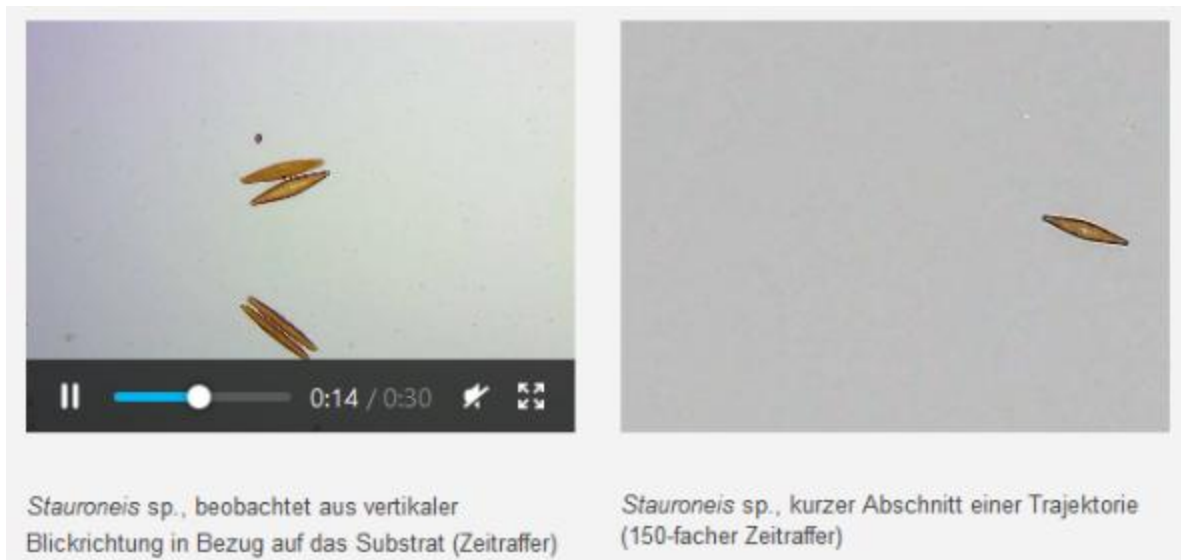 0:14 / 0:30
Stauroneis sp., beobachtet aus vertikaler
Blickrichtung in Bezug auf das Substrat (Zeitraffer)
Stauroneis sp., kurzer Abschnitt einer Trajektorie
(150-facher Zeitraffer)